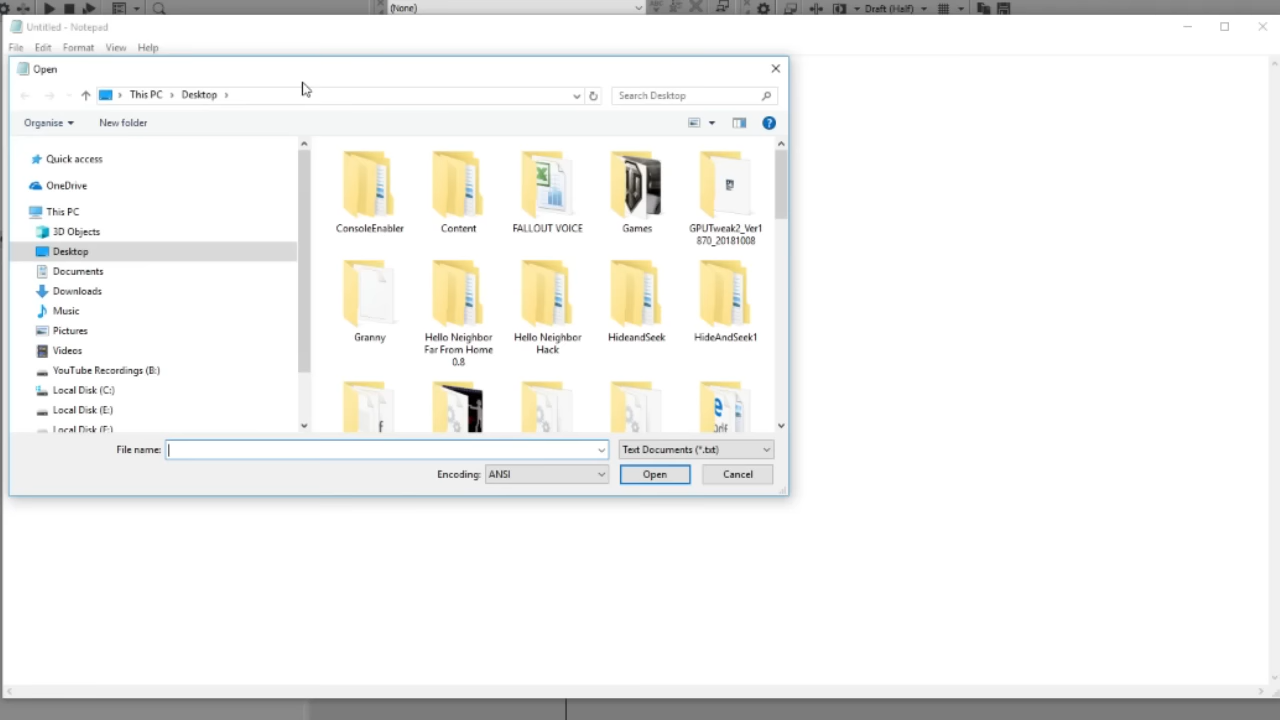 (None)
Draft (Half)
Untitled - Notepad
File Edit Format View Help
Open
This PC Desktop
Search Desktop
Organise New folder
Quick access
OneDrive
This PC
3D Objects
Desktop
Documents
Downloads
Music
Pictures
Videos
YouTube Recordings (B:)
Local Disk (C:)
Local Disk (E:)
Local Disk (F:)
ConsoleEnabler
Content
FALLOUT VOICE
Games
GPUTweak2_Ver1
870_20181008
Granny
Hello Neighbor
Far From Home
0.8
Hello Neighbor
Hack
HideandSeek
HideAndSeek1
File name:
Text Documents (*.txt)
Encoding: ANSI
Open Cancel